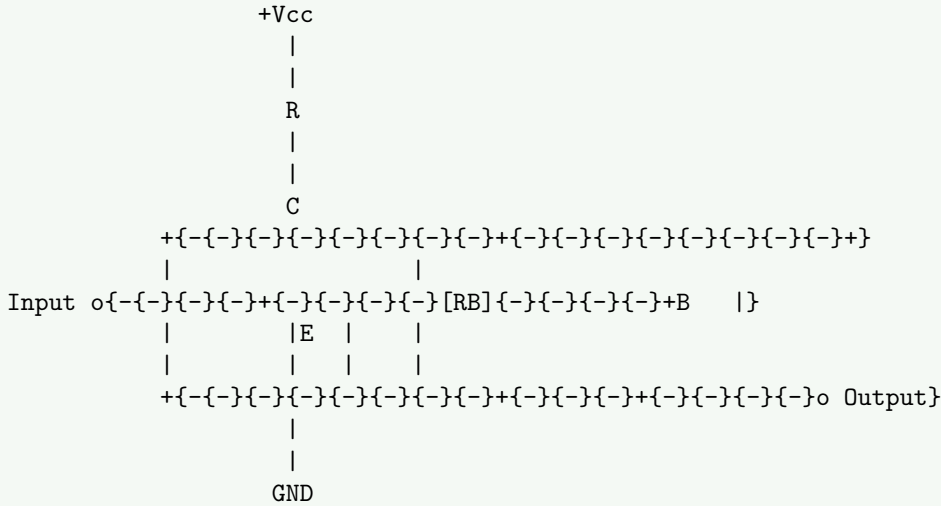 +Vcc
|
|
R
|
|
C
+{-{-}{-}{-}{-}{-}{-}{-}+{-}{-}{-}{-}{-}{-}{-}{-}+}
| |
Input o{-{-}{-}{-}+{-}{-}{-}{-}[RB]{-}{-}{-}{-}+B |}
| |E | |
| | | |
+{-{-}{-}{-}{-}{-}{-}{-}+{-}{-}{-}+{-}{-}{-}{-}o Output}
|
|
GND